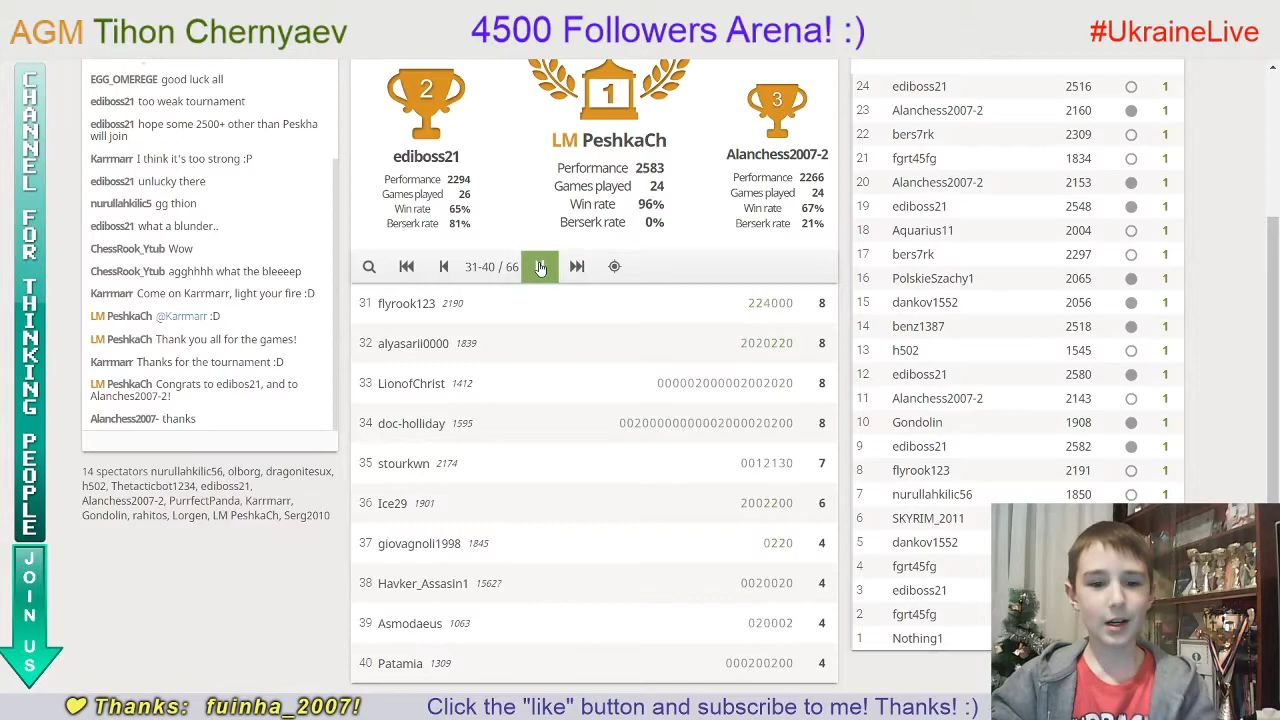 AGM Tihon Chernyaev
4500 Followers Arena! :)
#UkraineLive
CHANNEL FOR THINKING PEOPLE
JOIN US
EGG_OMEREGE good luck all
ediboss21 too weak tournament
ediboss21 hope some 2500+ other than Peskha
will join
Karrmarr I think it's too strong :P
ediboss21 unlucky there
nurullahkilic5 gg thion
ediboss21 what a blunder..
ChessRook_Ytub Wow
ChessRook_Ytub agghhhh what the bleeeep
Karrmarr Come on Karrmarr, light your fire :D
LM PeshkaCh @Karrmarr :D
LM PeshkaCh Thank you all for the games!
Karrmarr Thanks for the tournament :D
LM PeshkaCh Congrats to edibos21, and to
Alanches2007-2!
Alanchess2007- thanks
14 spectators nurullahkilic56, olborg, dragonitesux,
h502, Thetacticbot1234, ediboss21,
Alanchess2007-2, PurrfectPanda, Karrmarr,
Gondolin, rahitos, Lorgen, LM PeshkaCh, Serg2010
2
ediboss21
Performance 2294
Games played 26
Win rate 65%
Berserk rate 81%
1
LM PeshkaCh
Performance 2583
Games played 24
Win rate 96%
Berserk rate 0%
3
Alanchess2007-2
Performance 2266
Games played 24
Win rate 67%
Berserk rate 21%
31-40 / 66
31 flyrook123 2190 224000 8
32 alyasarii0000 1839 2020220 8
33 LionofChrist 1412 000002000002002020 8
34 doc-holliday 1595 00200000000002000020200 8
35 stourkwn 2174 0012130 7
36 Ice29 1901 2002200 6
37 giovagnoli1998 1845 0220 4
38 Havker_Assasin1 1562? 0020020 4
39 Asmodaeus 1063 020002 4
40 Patamia 1309 000200200 4
24 ediboss21 2516 1
23 Alanchess2007-2 2160 1
22 bers7rk 2309 1
21 fgrt45fg 1834 1
20 Alanchess2007-2 2153 1
19 ediboss21 2548 1
18 Aquarius11 2004 1
17 bers7rk 2297 1
16 PolskieSzachy1 2065 1
15 dankov1552 2056 1
14 benz1387 2518 1
13 h502 1545 1
12 ediboss21 2580 1
11 Alanchess2007-2 2143 1
10 Gondolin 1908 1
9 ediboss21 2582 1
8 flyrook123 2191 1
7 nurullahkilic56 1850 1
6 SKYRIM_2011
5 dankov1552
4 fgrt45fg
3 ediboss21
2 fgrt45fg
1 Nothing1
Thanks: fuinha_2007!
Click the "like" button and subscribe to me! Thanks! :)